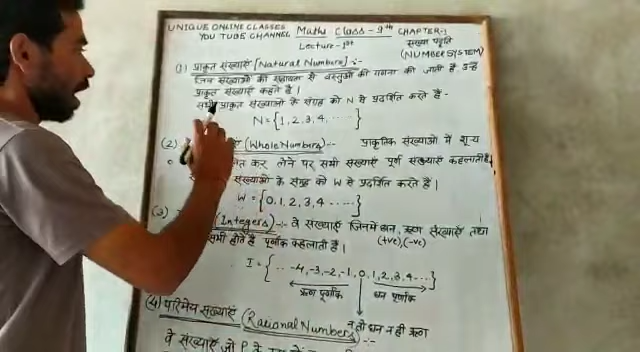 UNIQUE ONLINE CLASSES Maths Class-9th CHAPTER-1
YOU TUBE CHANNEL Lecture-1st संख्या पद्धति
(NUMBER SYSTEM)
(1) प्राकृत संख्याएँ [Natural Numbers] :-
जिन संख्याओं की सहायता से वस्तुओं की गणना की जाती है उन्हें
प्राकृत संख्याएँ कहते हैं।
सभी प्राकृत संख्याओं के संग्रह को N से प्रदर्शित करते हैं-
N={1,2,3,4,.....}
(2) (Whole Numbers):- प्राकृतिक संख्याओं में शून्य
कर लेने पर सभी संख्याएँ पूर्ण संख्याएँ कहलाती हैं,
संख्याओं के संग्रह को W से प्रदर्शित करते हैं।
W={0,1,2,3,4.....}
(3) (Integers):- वे संख्याएँ जिनमें धन, ऋण संख्याएँ तथा
सभी होते हैं पूर्णांक कहलाती हैं। (+ve),(-ve)
I={...-4,-3,-2,-1,0,1,2,3,4...}
ऋण पूर्णांक धन पूर्णांक
न तो धन न ही ऋण
(4) परिमेय संख्याएँ (Rational Numbers):-
वे संख्याएँ जो P